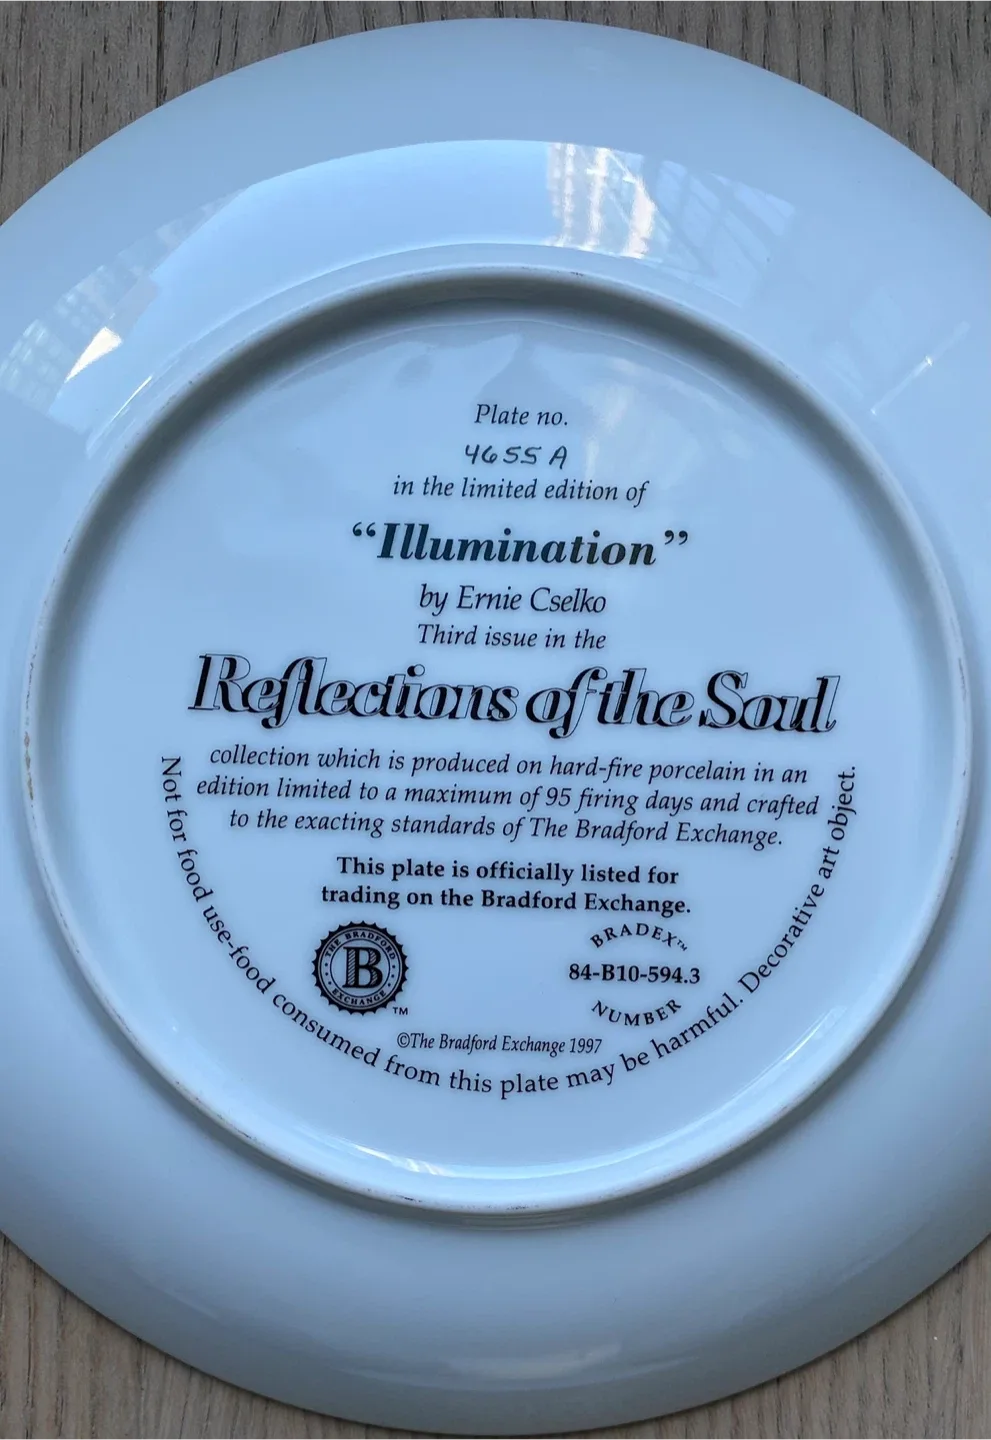 Plate no.
4655 A
in the limited edition of
“Illumination”
by Ernie Cselko
Third issue in the
Reflections of the Soul
collection which is produced on hard-fire porcelain in an
edition limited to a maximum of 95 firing days and crafted
to the exacting standards of The Bradford Exchange.
This plate is officially listed for
trading on the Bradford Exchange.
THE BRADFORD
B
EXCHANGE
TM
BRADEX™
84-B10-594.3
NUMBER
©The Bradford Exchange 1997
Not for food use-food consumed from this plate may be harmful. Decorative art object.